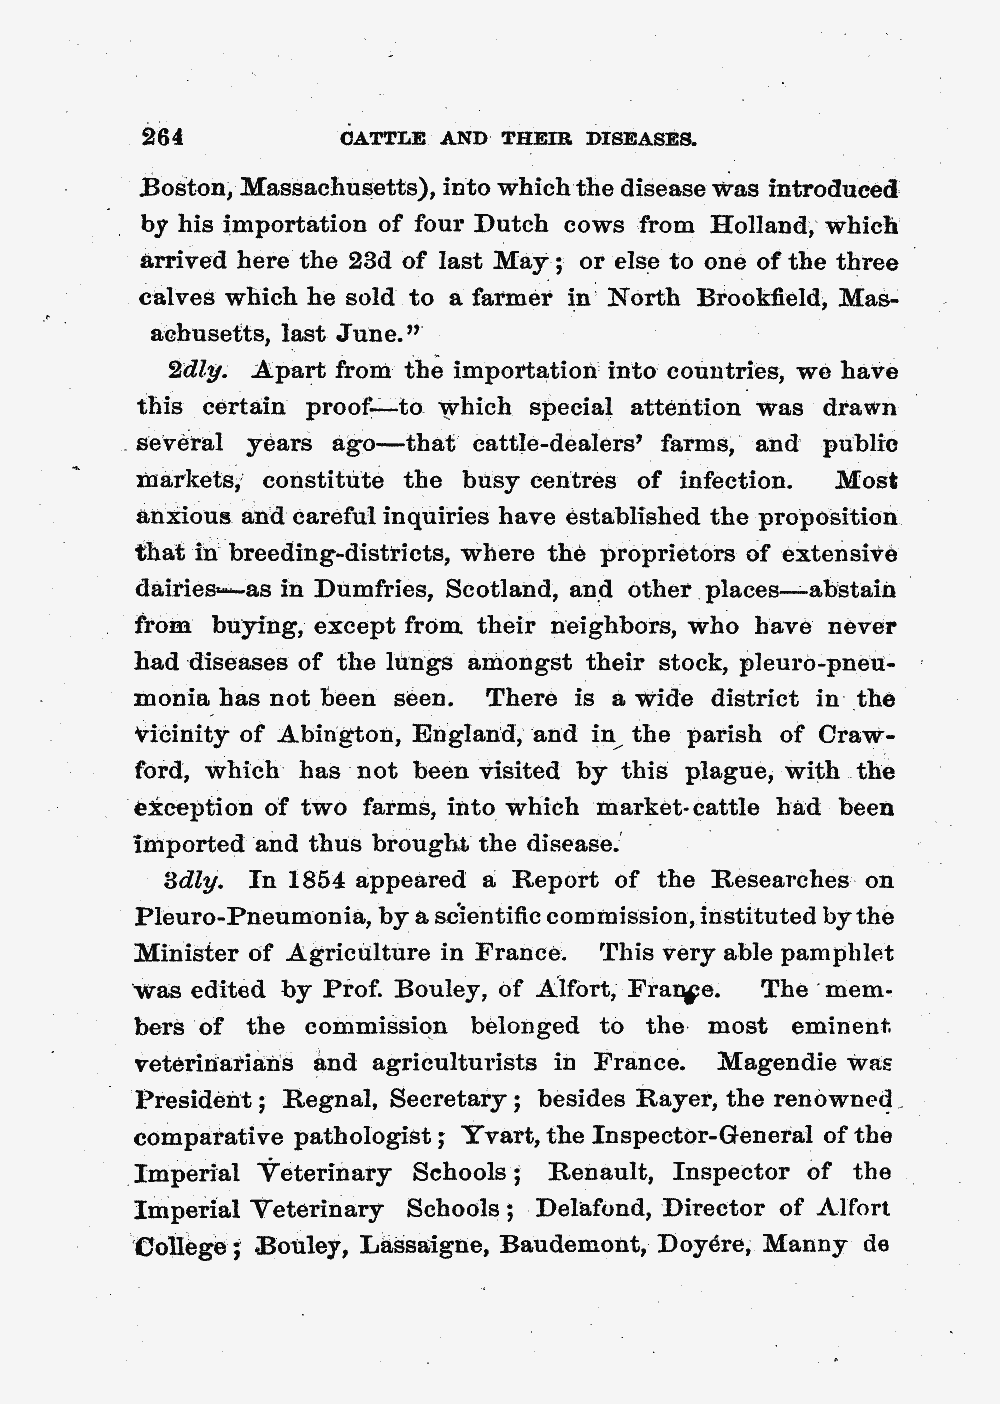 264 CATTLE AND THEIR DISEASES.
Boston, Massachusetts), into which the disease was introduced
by his importation of four Dutch cows from Holland, which
arrived here the 23d of last May; or else to one of the three
calves which he sold to a farmer in North Brookfield, Mas-
sachusetts, last June.”
2dly. Apart from the importation into countries, we have
this certain proof—to which special attention was drawn
several years ago—that cattle-dealers’ farms, and public
markets, constitute the busy centres of infection. Most
anxious and careful inquiries have established the proposition
that in breeding-districts, where the proprietors of extensive
dairies—as in Dumfries, Scotland, and other places—abstain
from buying, except from their neighbors, who have never
had diseases of the lungs amongst their stock, pleuro-pneu-
monia has not been seen. There is a wide district in the
vicinity of Abington, England, and in the parish of Craw-
ford, which has not been visited by this plague, with the
exception of two farms, into which market-cattle had been
imported and thus brought the disease.
3dly. In 1854 appeared a Report of the Researches on
Pleuro-Pneumonia, by a scientific commission, instituted by the
Minister of Agriculture in France. This very able pamphlet
was edited by Prof. Bouley, of Alfort, France. The mem-
bers of the commission belonged to the most eminent
veterinarians and agriculturists in France. Magendie was
President; Regnal, Secretary; besides Rayer, the renowned
comparative pathologist; Yvart, the Inspector-General of the
Imperial Veterinary Schools; Renault, Inspector of the
Imperial Veterinary Schools; Delafond, Director of Alfort
College; Bouley, Lassaigne, Baudemont, Doyére, Manny de